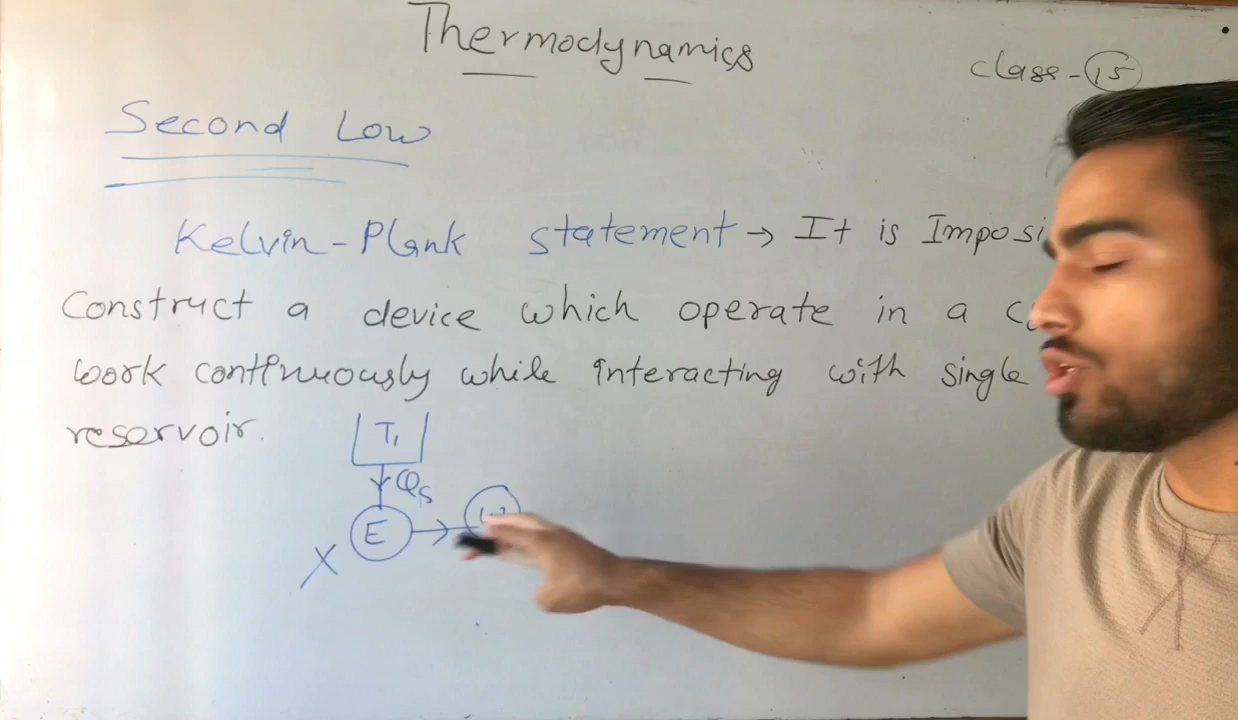 Thermodynamics
class-15
Second Low
Kelvin-Plank statement → It is
Construct a device which operate in a
work continuously while interacting with single
reservoir.
T1
Qs
E
X